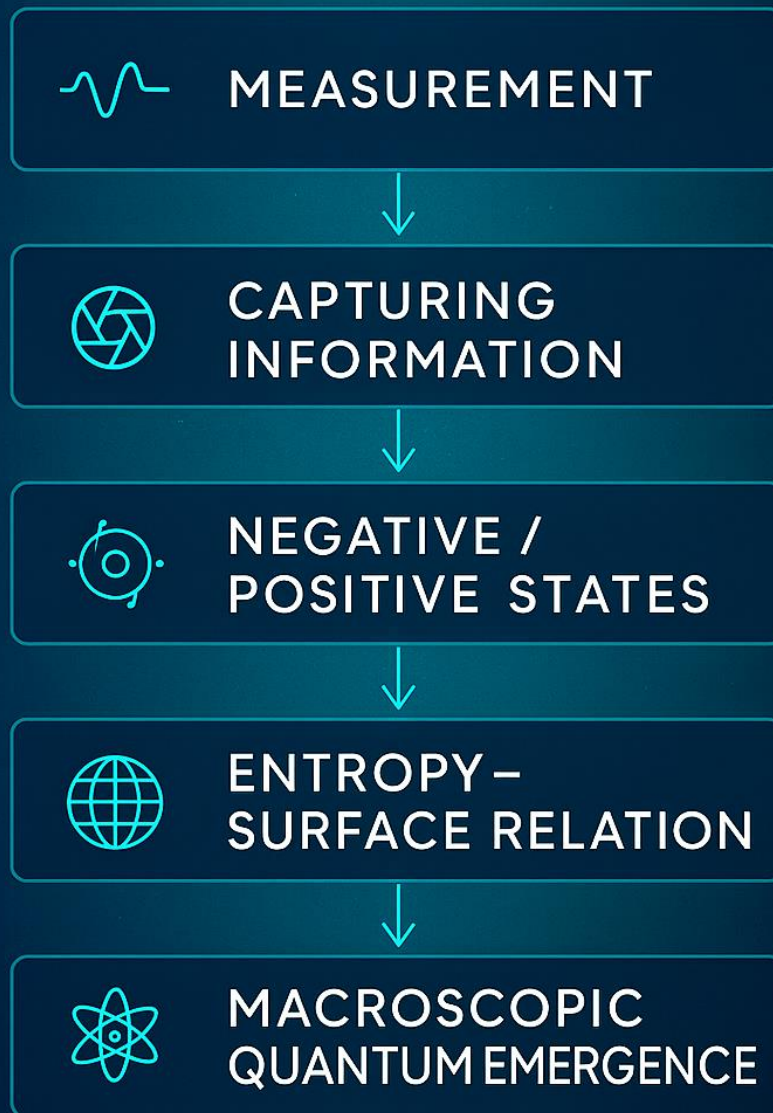 MEASUREMENT
CAPTURING
INFORMATION
NEGATIVE /
POSITIVE STATES
ENTROPY–
SURFACE RELATION
MACROSCOPIC
QUANTUM EMERGENCE